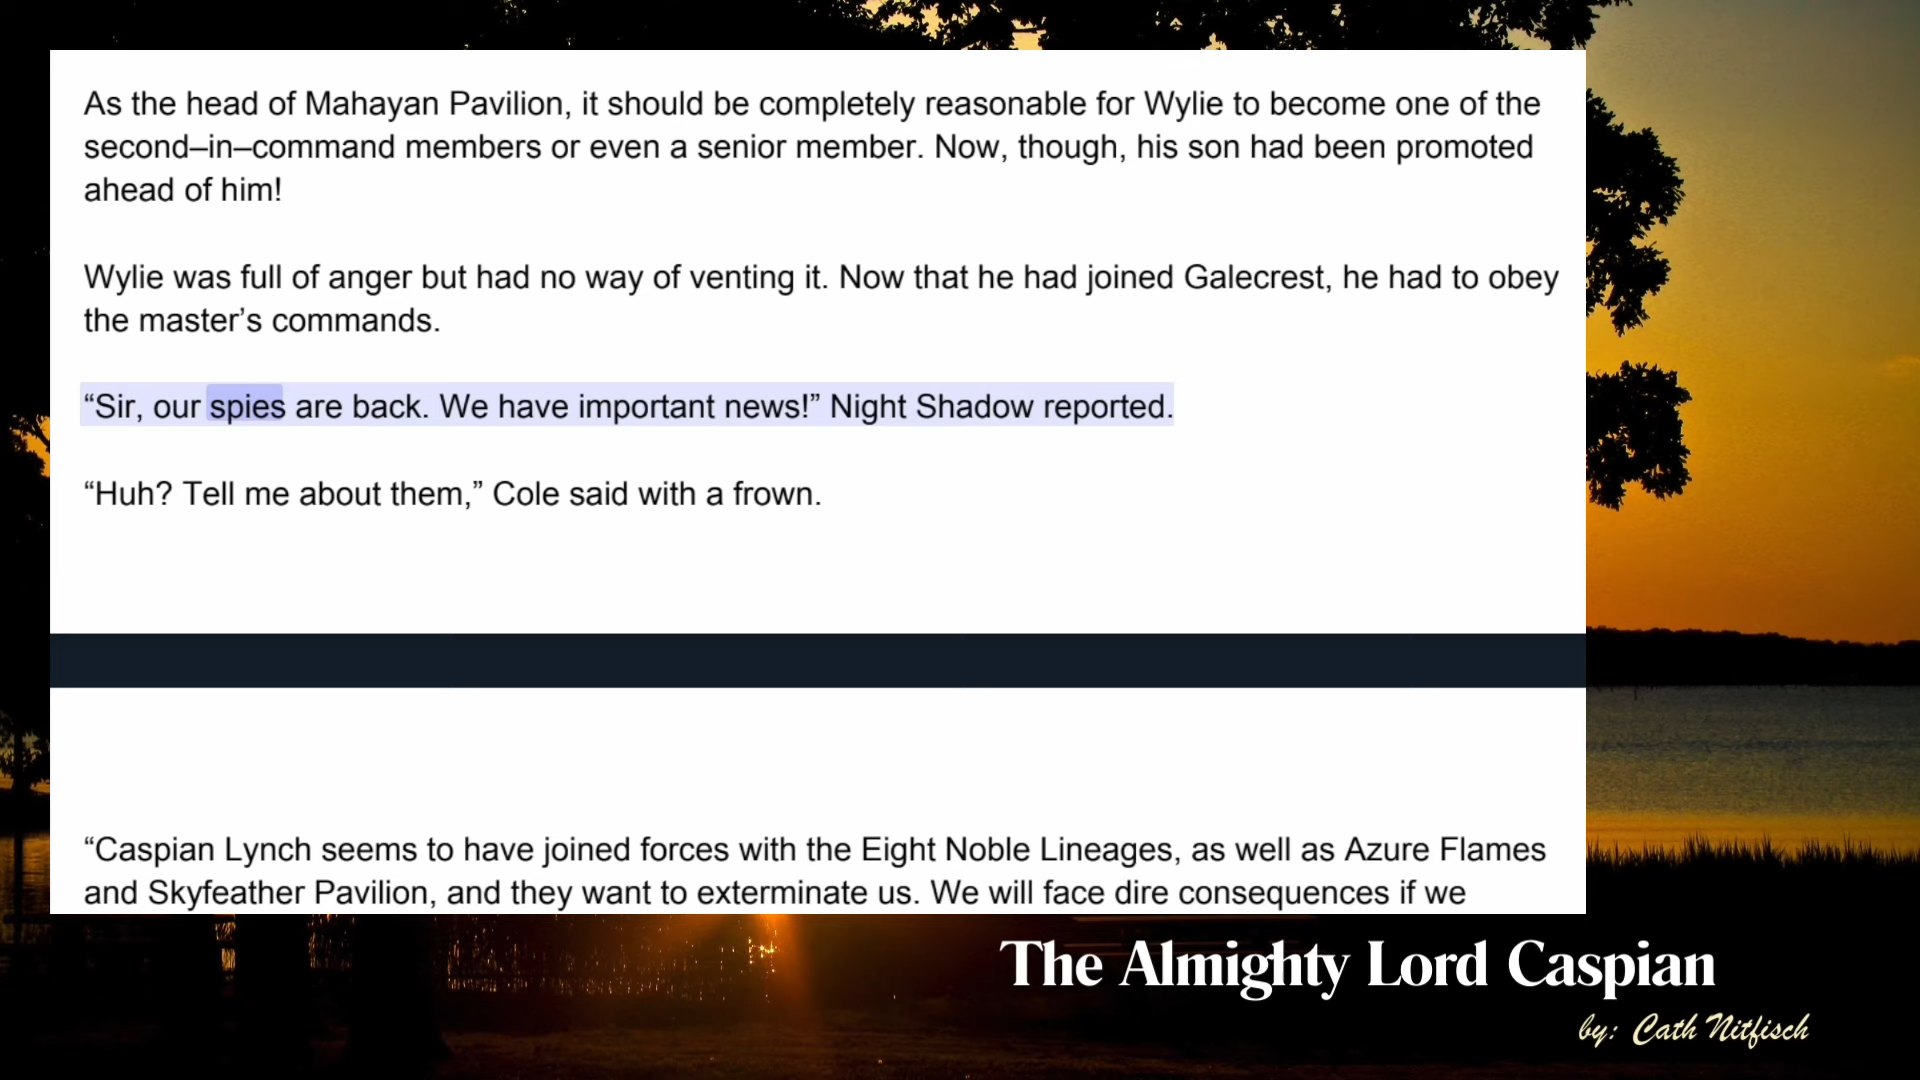 As the head of Mahayan Pavilion, it should be completely reasonable for Wylie to become one of the
second–in–command members or even a senior member. Now, though, his son had been promoted
ahead of him!
Wylie was full of anger but had no way of venting it. Now that he had joined Galecrest, he had to obey
the master’s commands.
“Sir, our spies are back. We have important news!” Night Shadow reported.
“Huh? Tell me about them,” Cole said with a frown.
“Caspian Lynch seems to have joined forces with the Eight Noble Lineages, as well as Azure Flames
and Skyfeather Pavilion, and they want to exterminate us. We will face dire consequences if we
The Almighty Lord Caspian
by: Cath Nitfisch